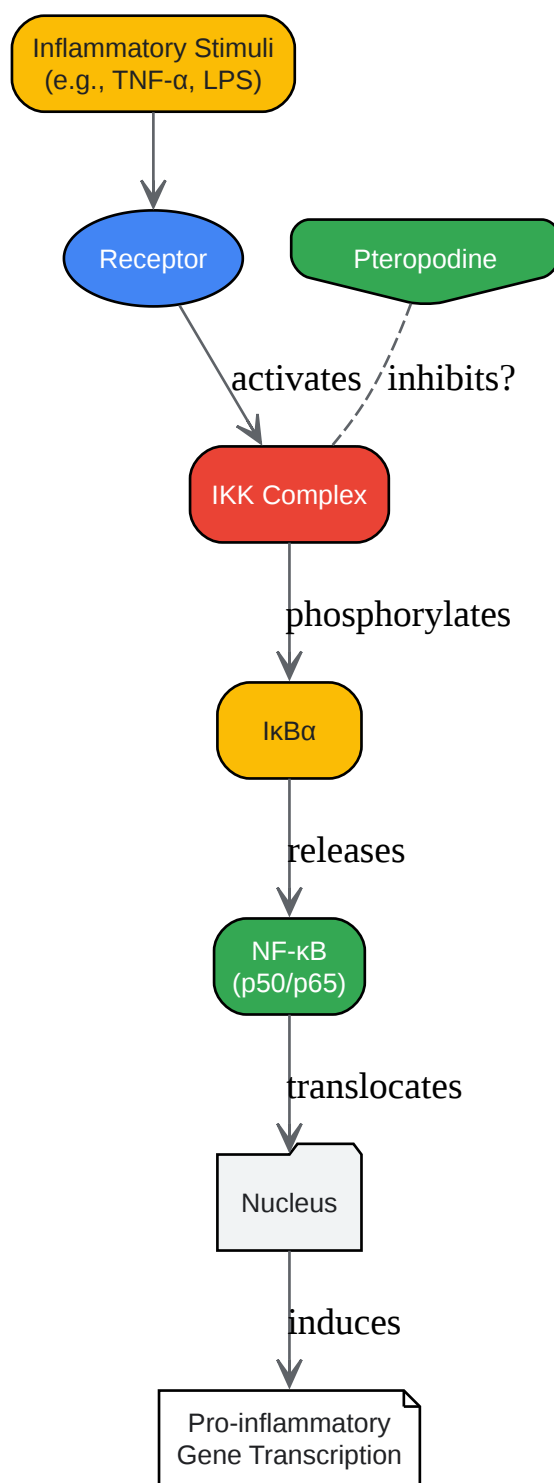 Inflammatory Stimuli
(e.g., TNF-α, LPS)
Receptor
Pteropodine
activates
inhibits?
IKK Complex
phosphorylates
IκBα
releases
NF-κB
(p50/p65)
translocates
Nucleus
induces
Pro-inflammatory
Gene Transcription